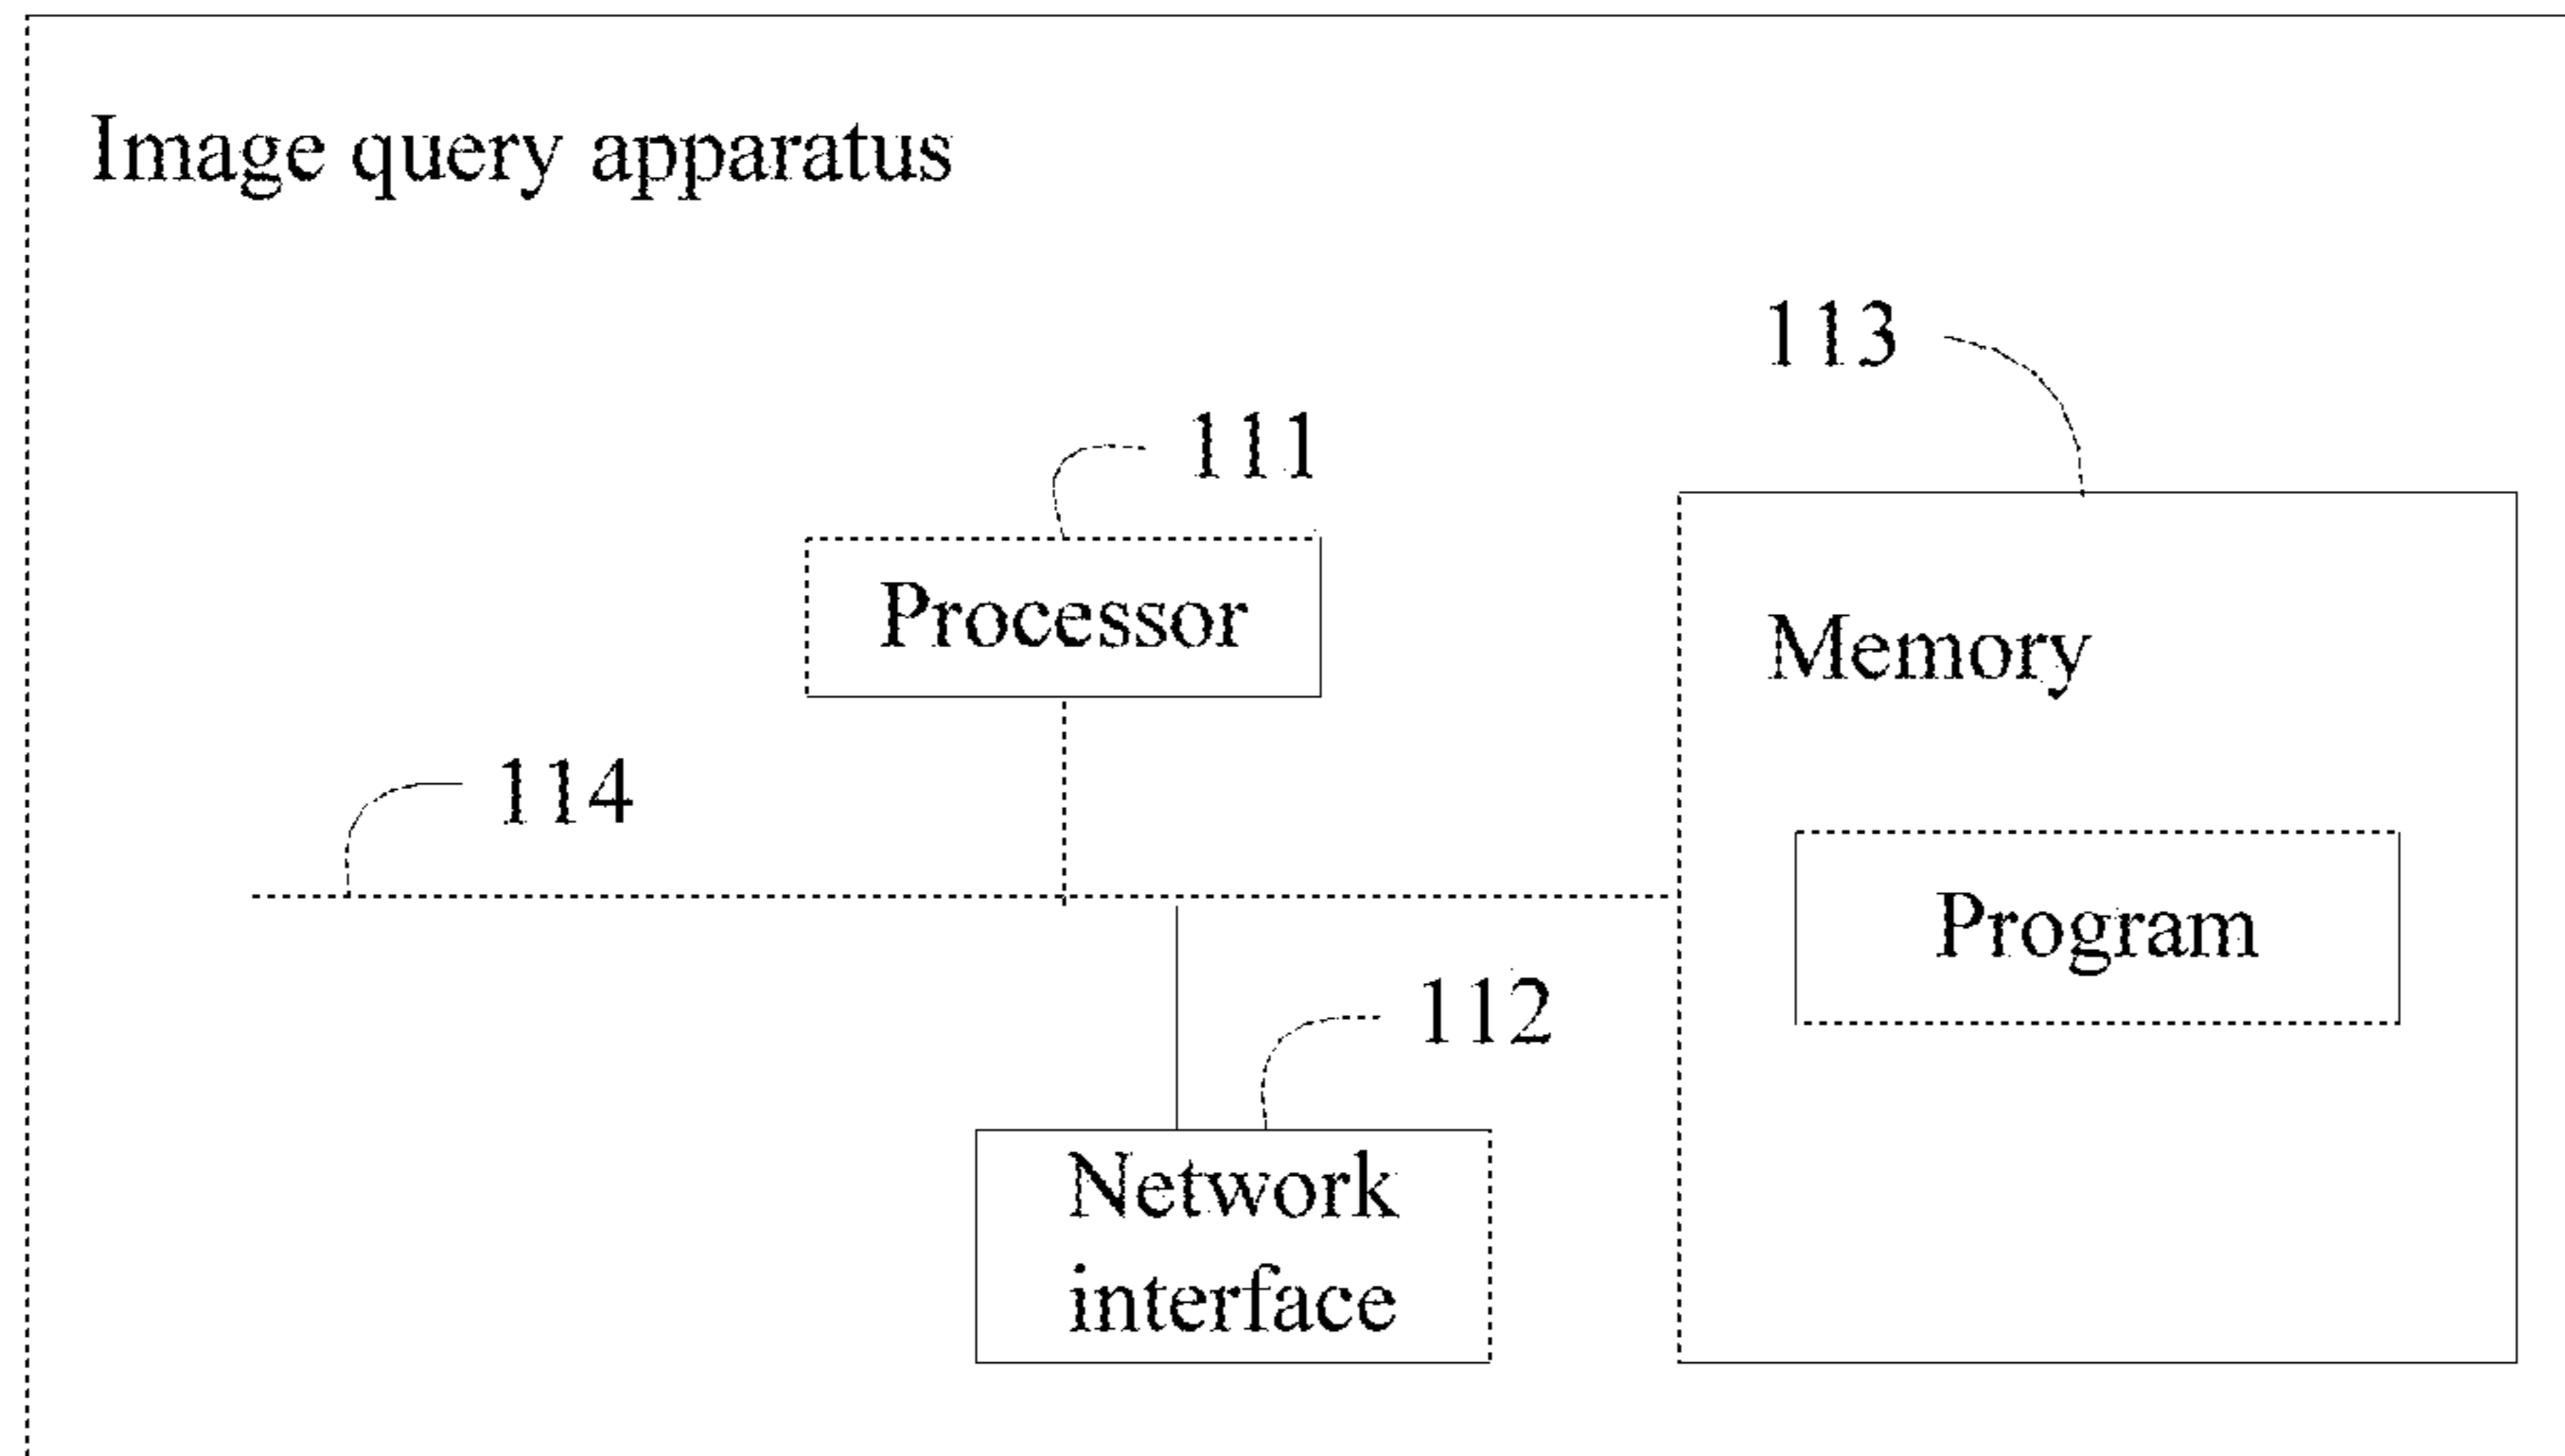 Image query apparatus
113
111
Processor
Memory
114
Program
112
Network
interface